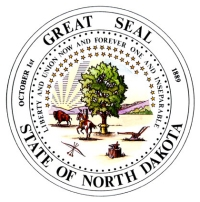 GREAT SEAL
OCTOBER 1st
LIBERTY AND UNION NOW AND FOREVER ONE AND INSEPARABLE
1889
STATE OF NORTH DAKOTA